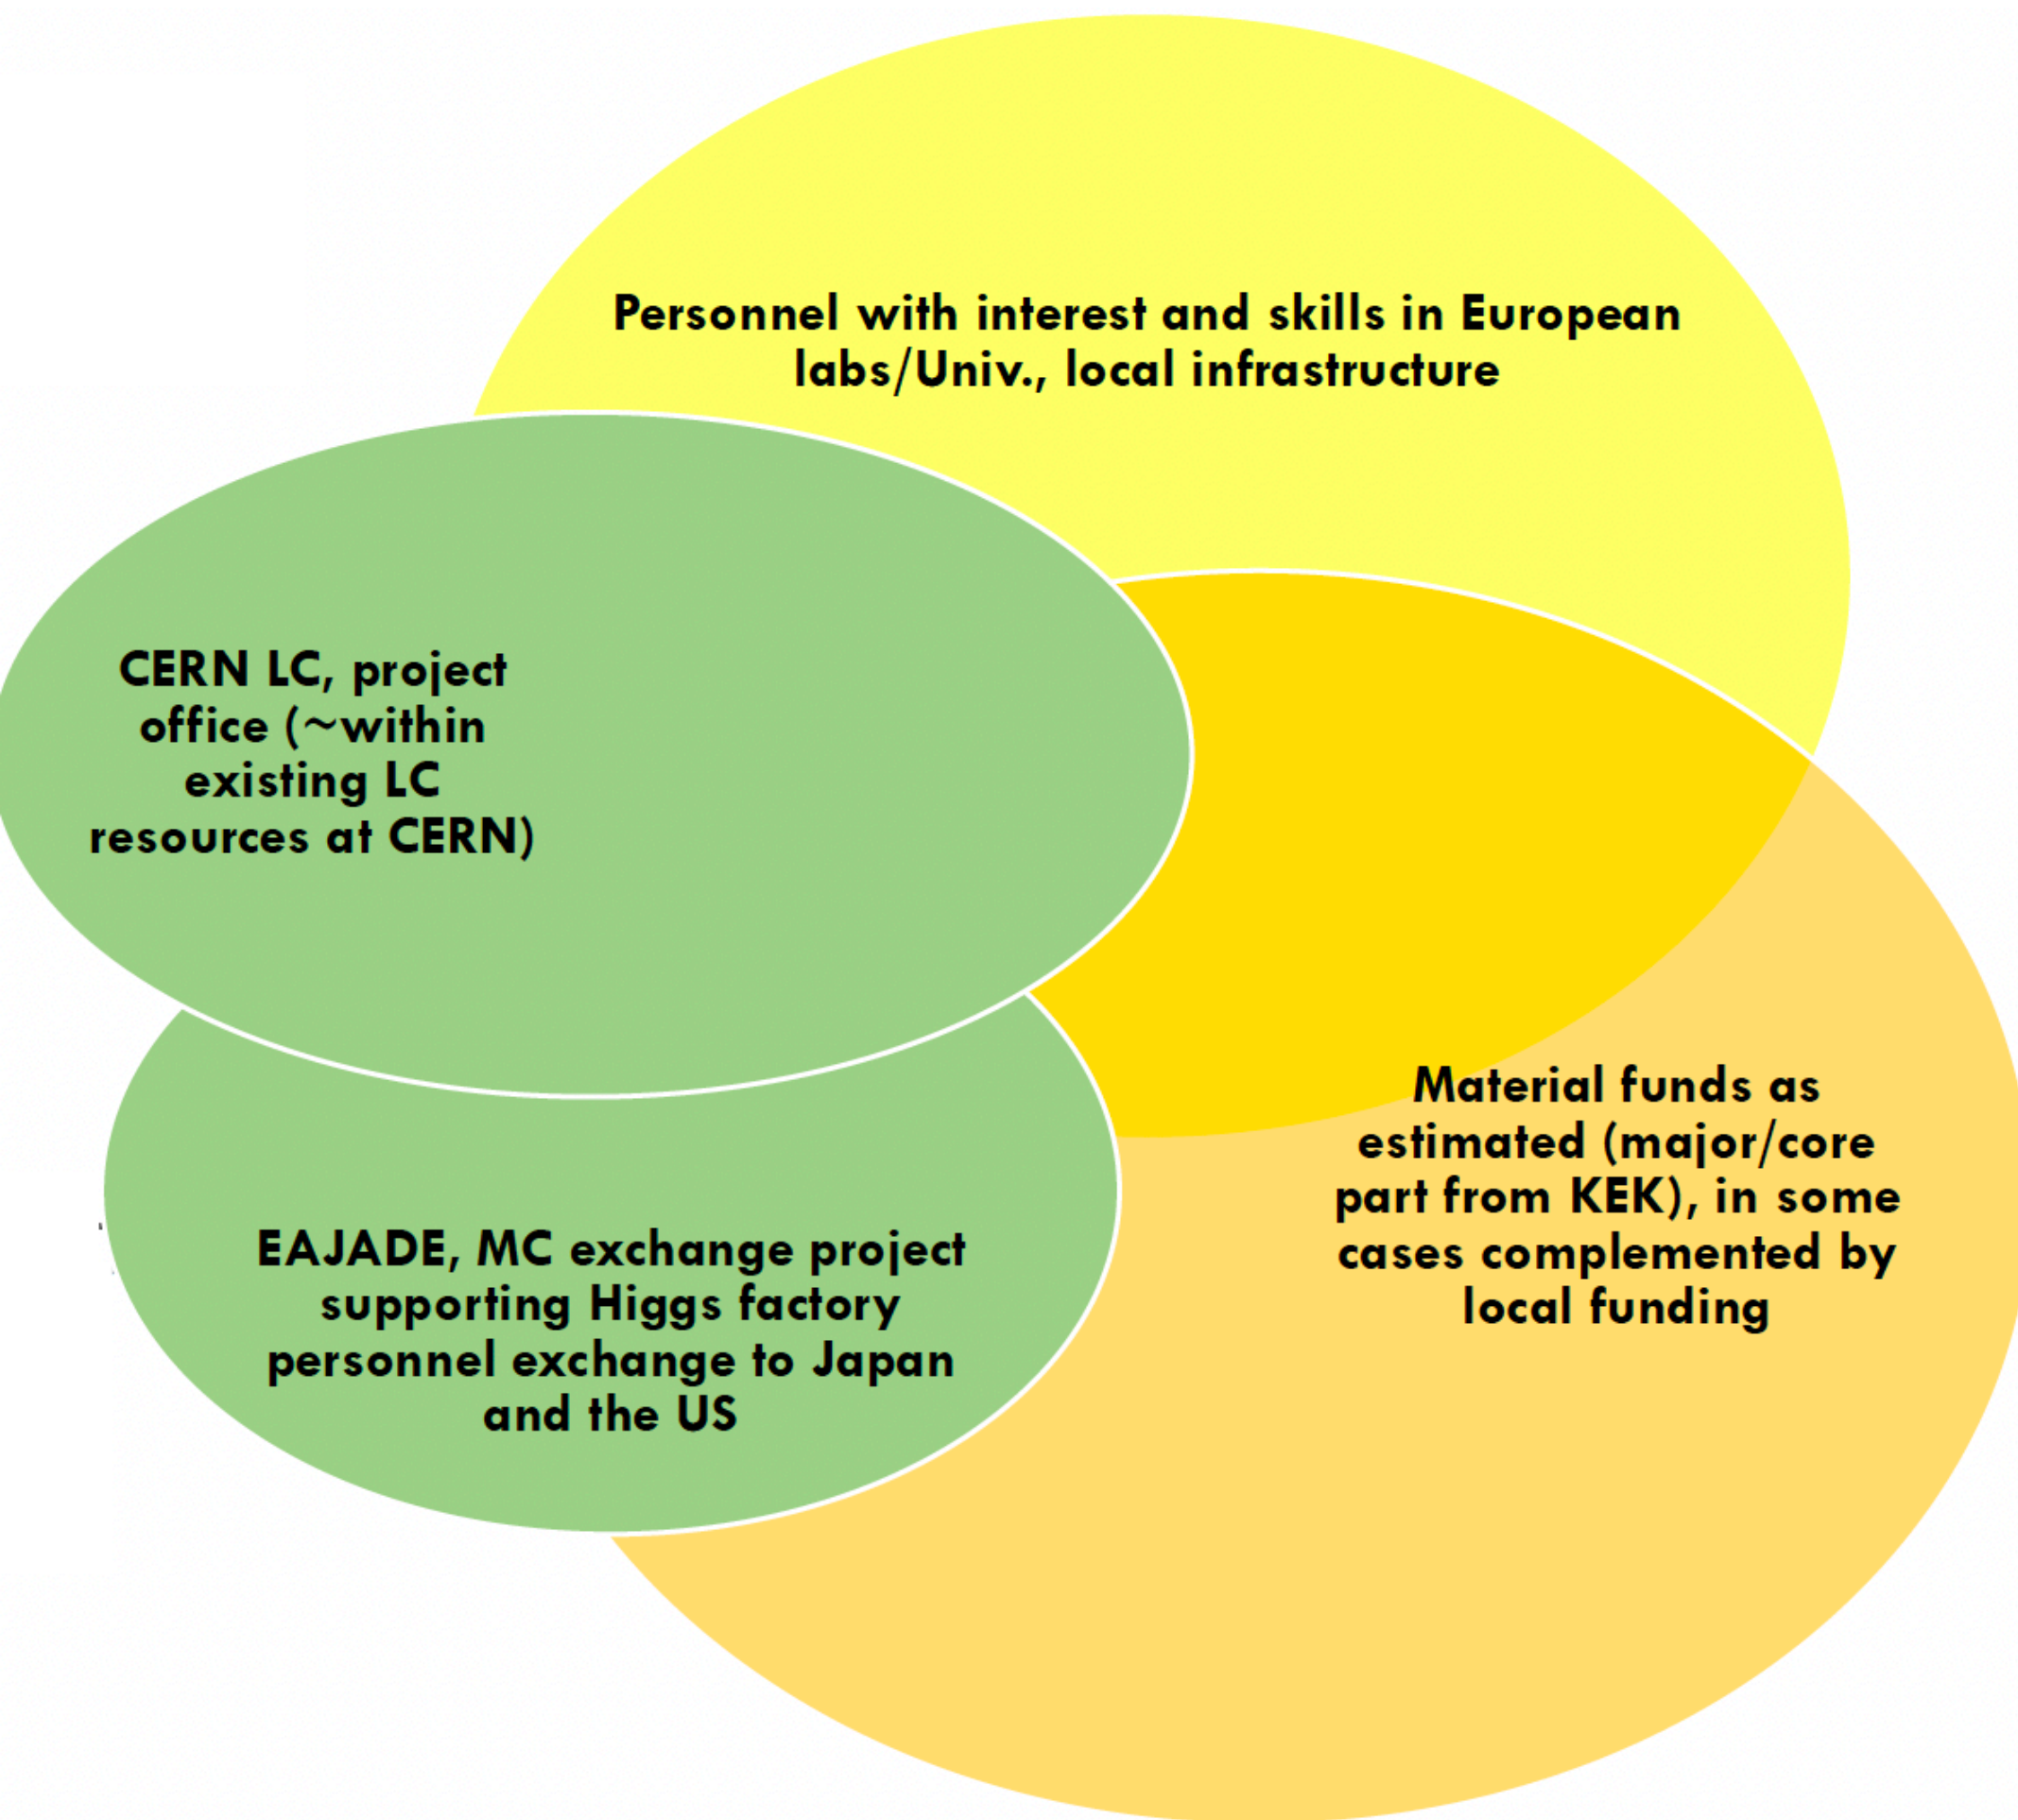 Personnel with interest and skills in European
labs/Univ., local infrastructure
CERN LC, project
office (~within
existing LC
resources at CERN)
Material funds as
estimated (major/core
part from KEK), in some
cases complemented by
local funding
EAJADE, MC exchange project
supporting Higgs factory
personnel exchange to Japan
and the US